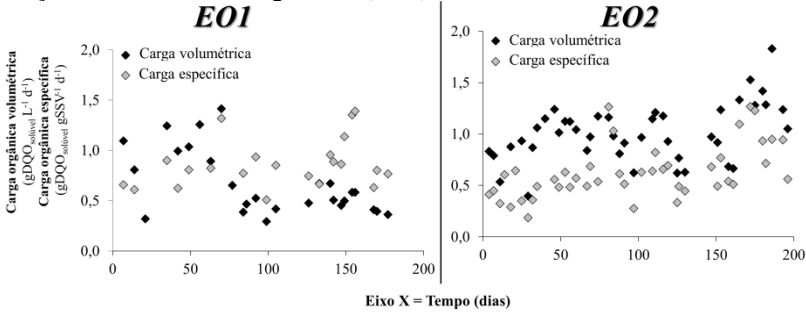 EO1
EO2
Carga orgânica volumétrica
(gDQOsolúvel L-1 d-1)
Carga orgânica específica
(gDQOsolúvel gSSV-1 d-1)
2,0
1,5
1,0
0,5
0,0
Carga volumétrica
Carga específica
0
50
100
150
200
2,0
1,5
1,0
0,5
0,0
Carga volumétrica
Carga específica
0
50
100
150
200
Eixo X = Tempo (dias)